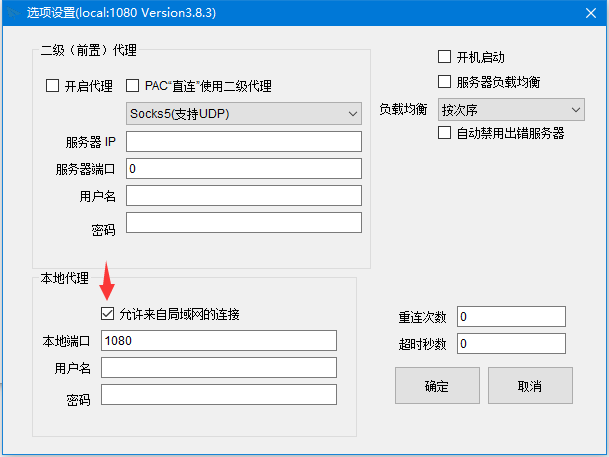 选项设置(local:1080 Version3.8.3)
二级（前置）代理
开启代理
PAC“直连”使用二级代理
Socks5(支持UDP)
服务器 IP
服务器端口
0
用户名
密码
开机启动
服务器负载均衡
负载均衡
按次序
自动禁用出错服务器
本地代理
允许来自局域网的连接
本地端口
1080
用户名
密码
重连次数
0
超时秒数
0
确定
取消